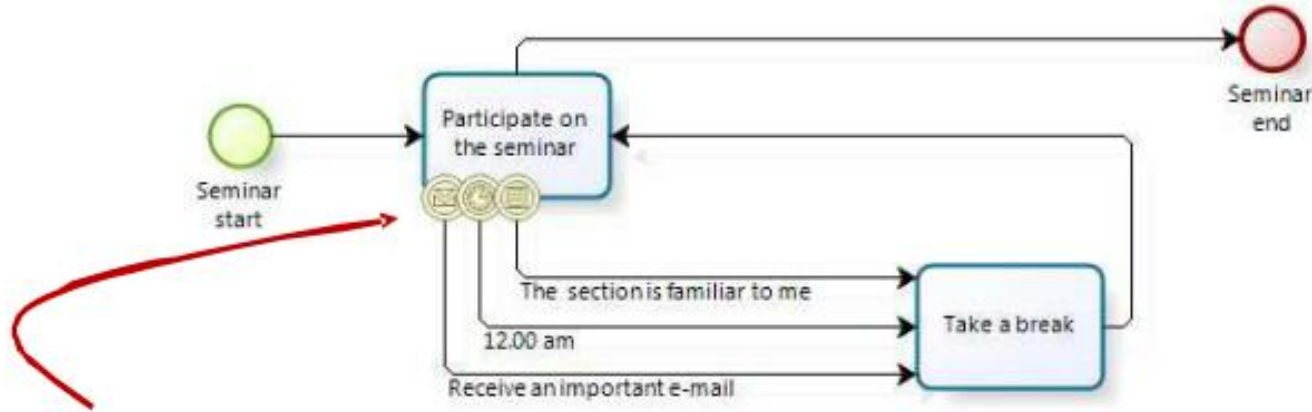 Seminar
end
Participate on
the seminar
Seminar
start
The section is familiar to me
Take a break
12.00 am
Receive an important e-mail